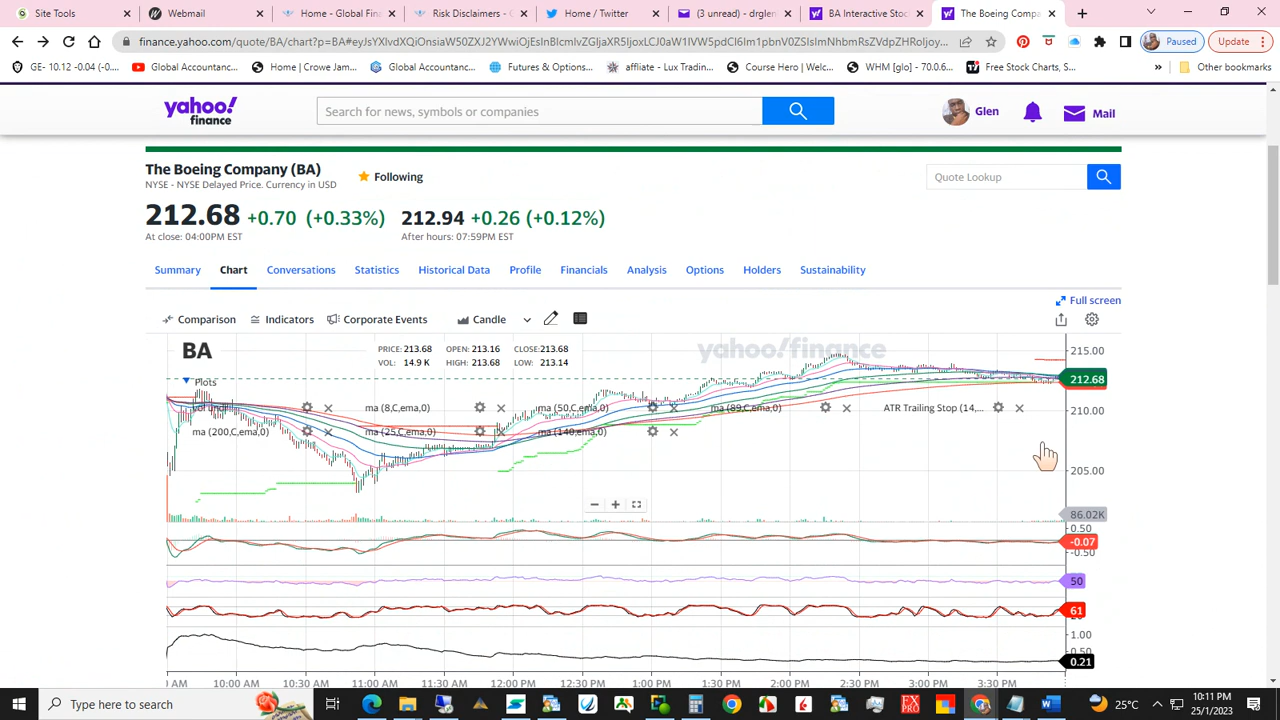 Site Tools
Webmail
Home - Global Fin
Risk Disclaimers - G
Home / Twitter
(3 unread) - drglen
BA Interactive Stoc
The Boeing Compa
Paused
Update
GE- 10.12 -0.04 (-0....
Global Accountanc...
Home | Crowe Jam...
Global Accountanc...
Futures & Options...
affliate - Lux Tradin...
Course Hero | Welc...
WHM [glo] - 70.0.6...
Free Stock Charts, S...
»
Other bookmarks
yahoo!
finance
Search for news, symbols or companies
Glen
Mail
The Boeing Company (BA)
NYSE - NYSE Delayed Price. Currency in USD
Following
Quote Lookup
212.68 +0.70 (+0.33%) 212.94 +0.26 (+0.12%)
At close: 04:00PM EST After hours: 07:59PM EST
Summary Chart Conversations Statistics Historical Data Profile Financials Analysis Options Holders Sustainability
Full screen
Comparison Indicators Corporate Events Candle
BA
PRICE: 213.68 OPEN: 213.16 CLOSE:213.68
VOL: 14.9 K HIGH: 213.68 LOW: 213.14
yahoo!finance
215.00
Plots
212.68
ma (8,C,ema,0) ma (50,C,ema,0) ma (89,C,ema,0) ATR Trailing Stop (14,...
210.00
ma (200,C,ema,0) ma (25,C,ema,0) ma (140,C,ema,0)
205.00
86.02K
0.50
-0.07
-0.50
50
61
1.00
0.50
0.21
AM 10:00 AM 10:30 AM 11:00 AM 11:30 AM 12:00 PM 12:30 PM 1:00 PM 1:30 PM 2:00 PM 2:30 PM 3:00 PM 3:30 PM
Type here to search
25°C
10:11 PM
25/1/2023